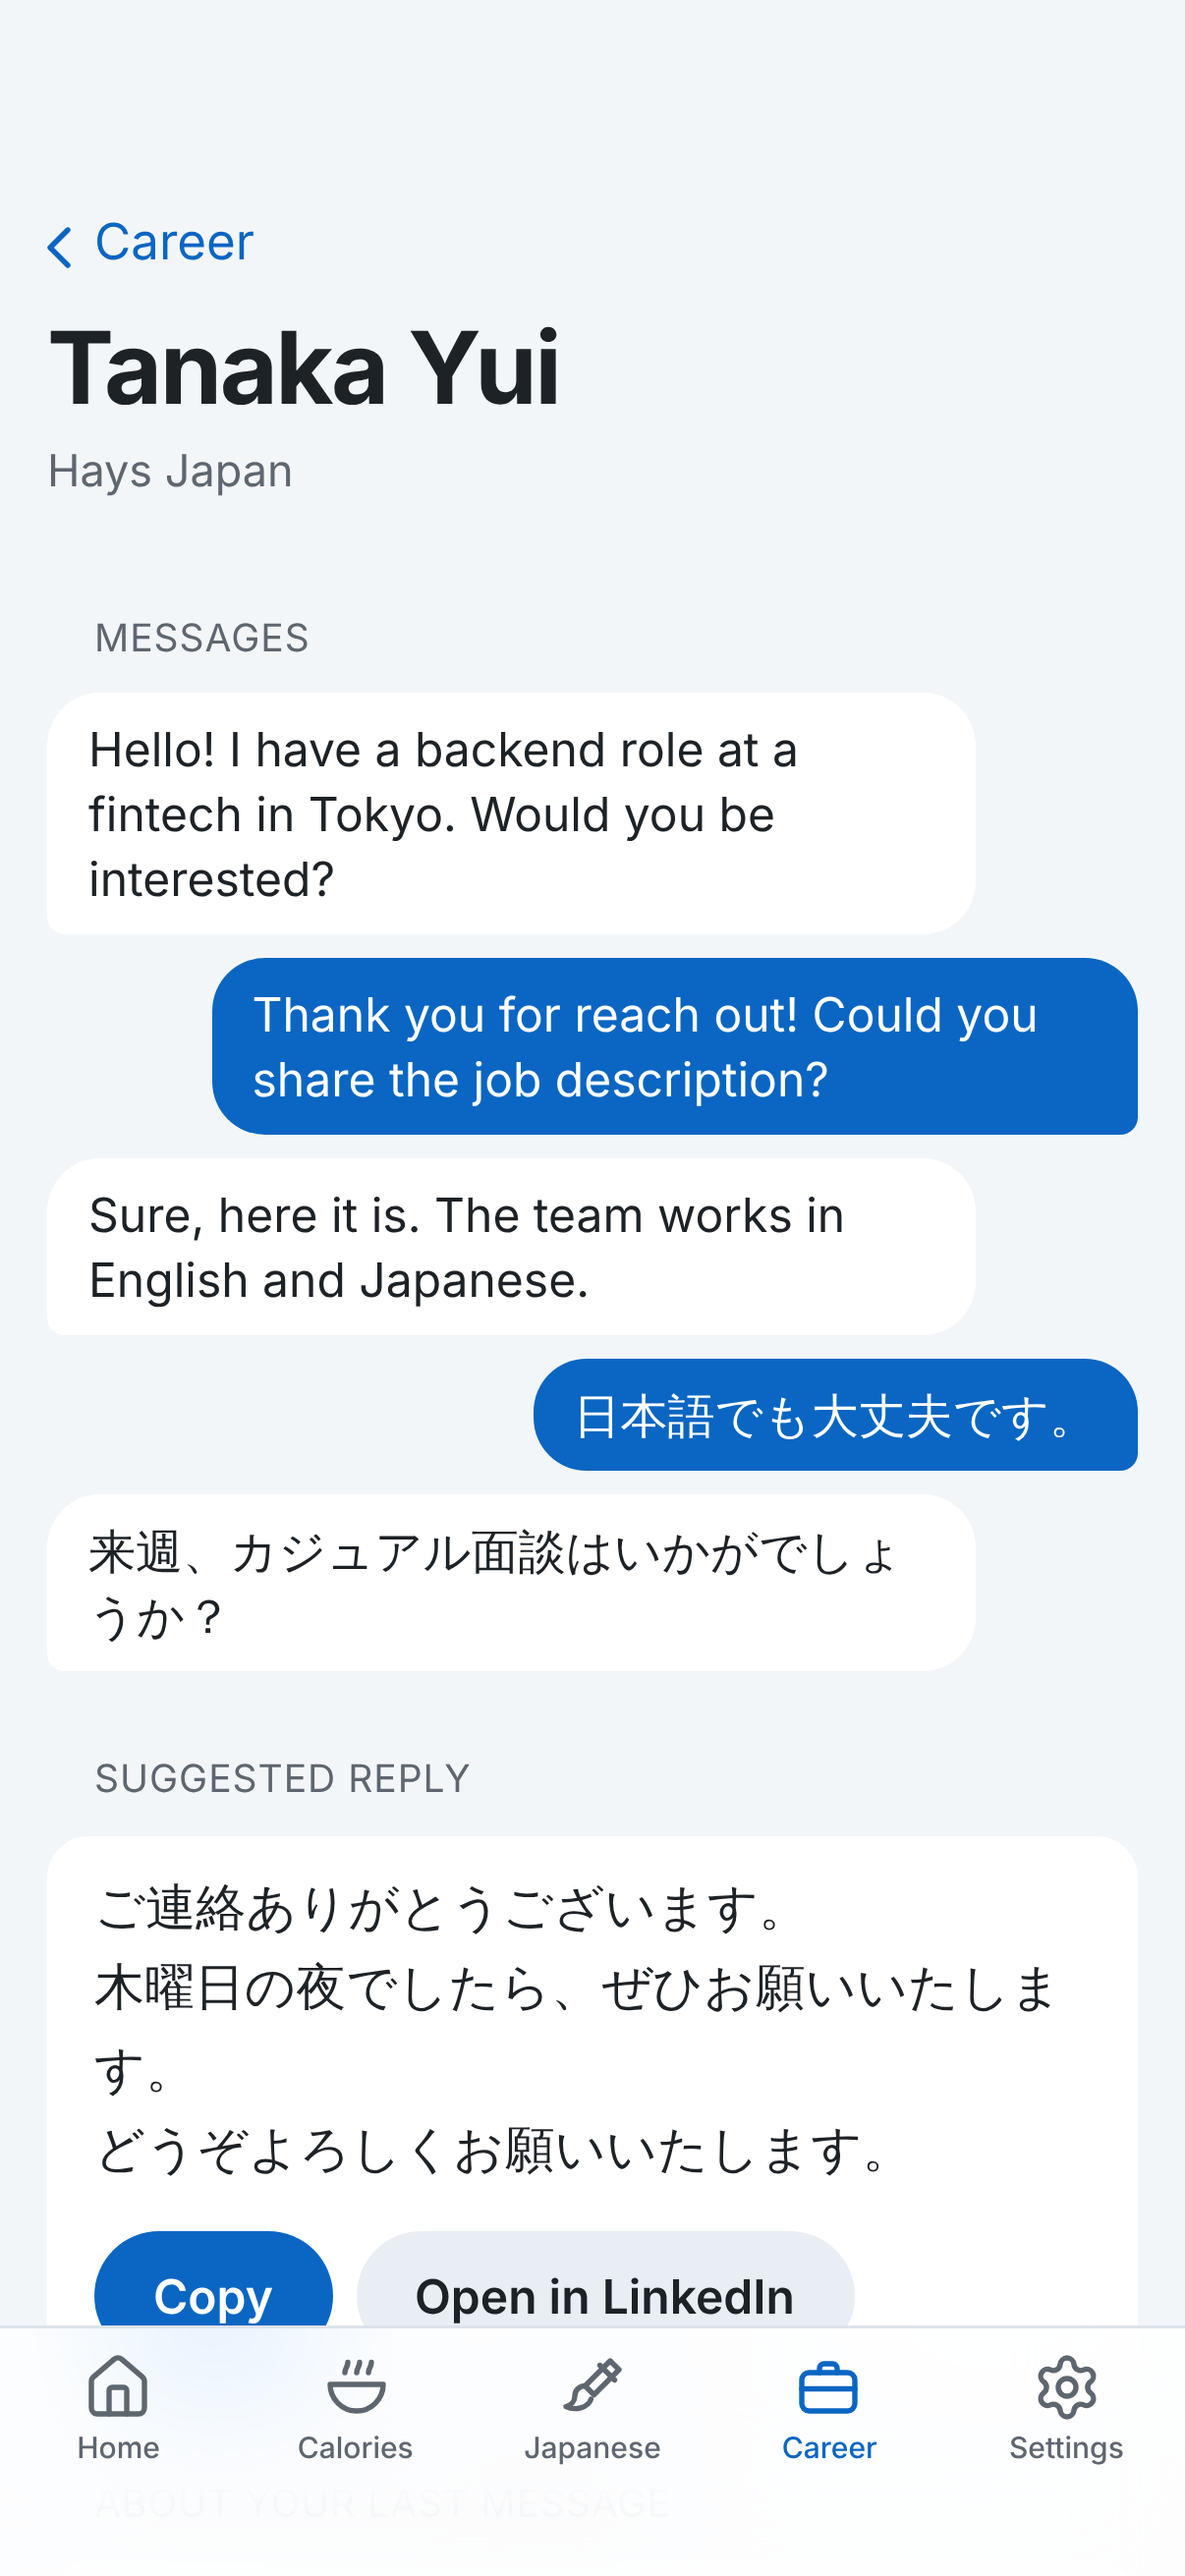 Career
Tanaka Yui
Hays Japan
MESSAGES
Hello! I have a backend role at a
fintech in Tokyo. Would you be
interested?
Thank you for reach out! Could you
share the job description?
Sure, here it is. The team works in
English and Japanese.
日本語でも大丈夫です。
来週、カジュアル面談はいかがでしょ
うか？
SUGGESTED REPLY
ご連絡ありがとうございます。
木曜日の夜でしたら、ぜひお願いいたしま
す。
どうぞよろしくお願いいたします。
Copy Open in LinkedIn
Home Calories Japanese Career Settings
ABOUT YOUR LAST MESSAGE